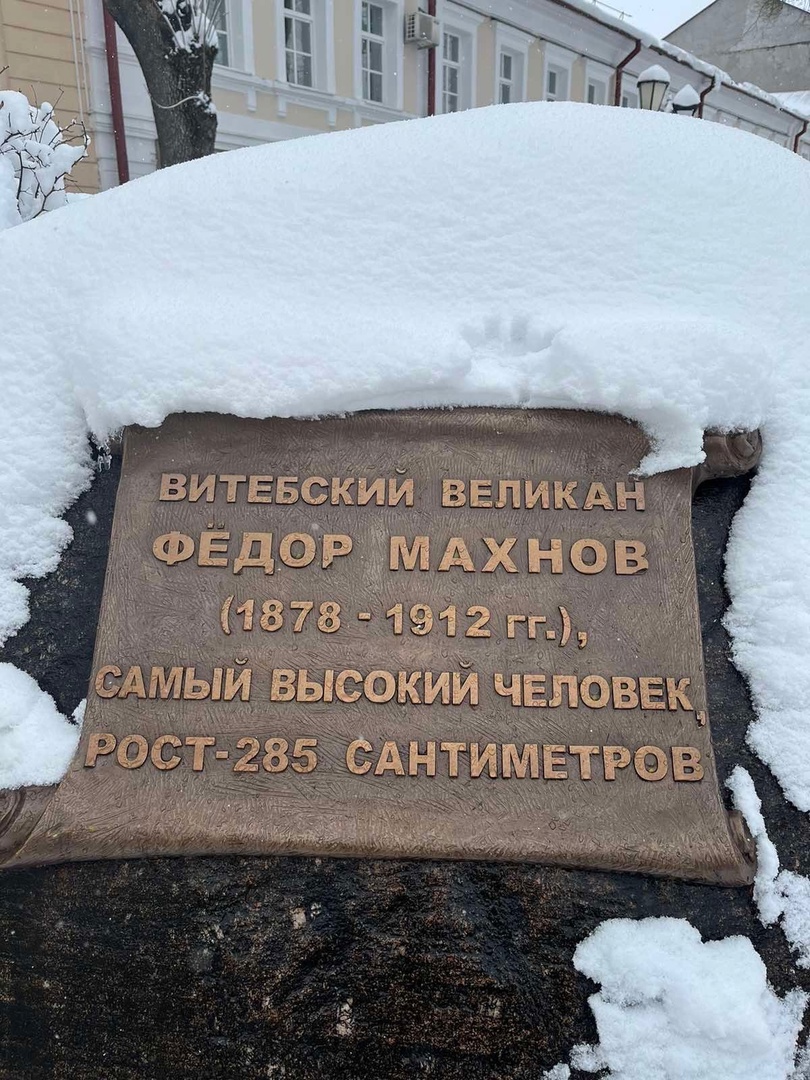 ВИТЕБСКИЙ ВЕЛИКАН
ФЁДОР МАХНОВ
(1878 - 1912 гг.),
САМЫЙ ВЫСОКИЙ ЧЕЛОВЕК,
РОСТ-285 САНТИМЕТРОВ